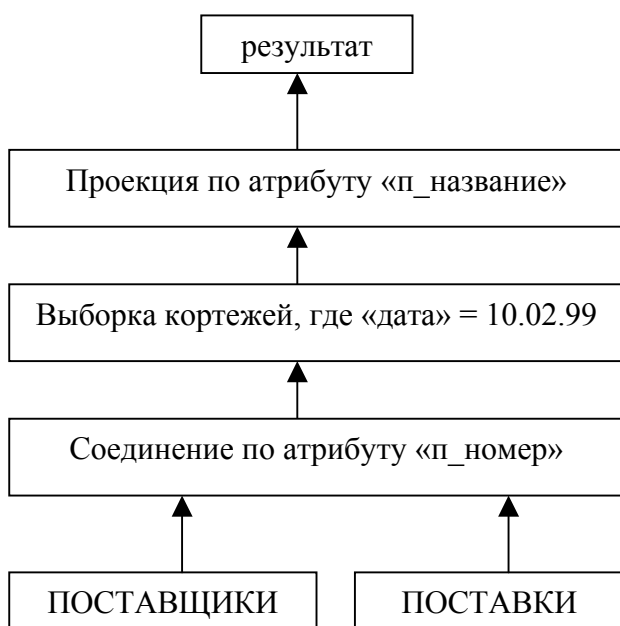 результат
Проекция по атрибуту «п_название»
Выборка кортежей, где «дата» = 10.02.99
Соединение по атрибуту «п_номер»
ПОСТАВЩИКИ
ПОСТАВКИ